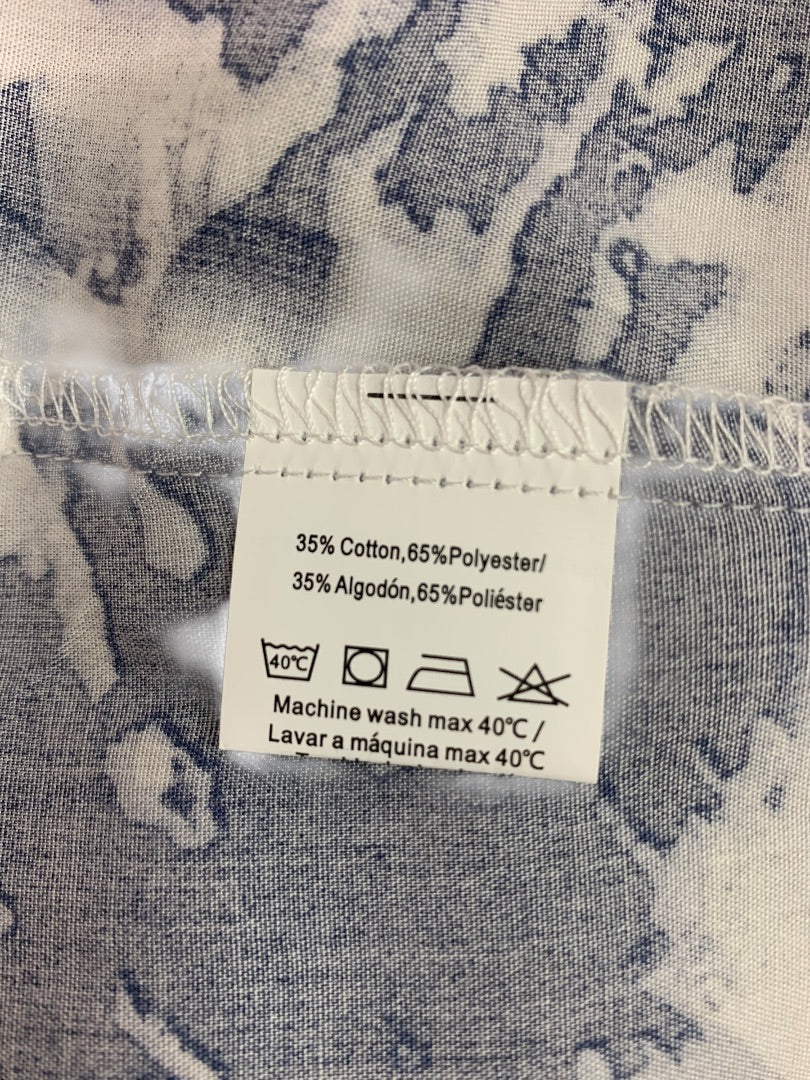 35% Cotton,65%Polyester/
35% Algodón,65%Poliéster
40℃
Machine wash max 40℃ /
Lavar a máquina max 40℃